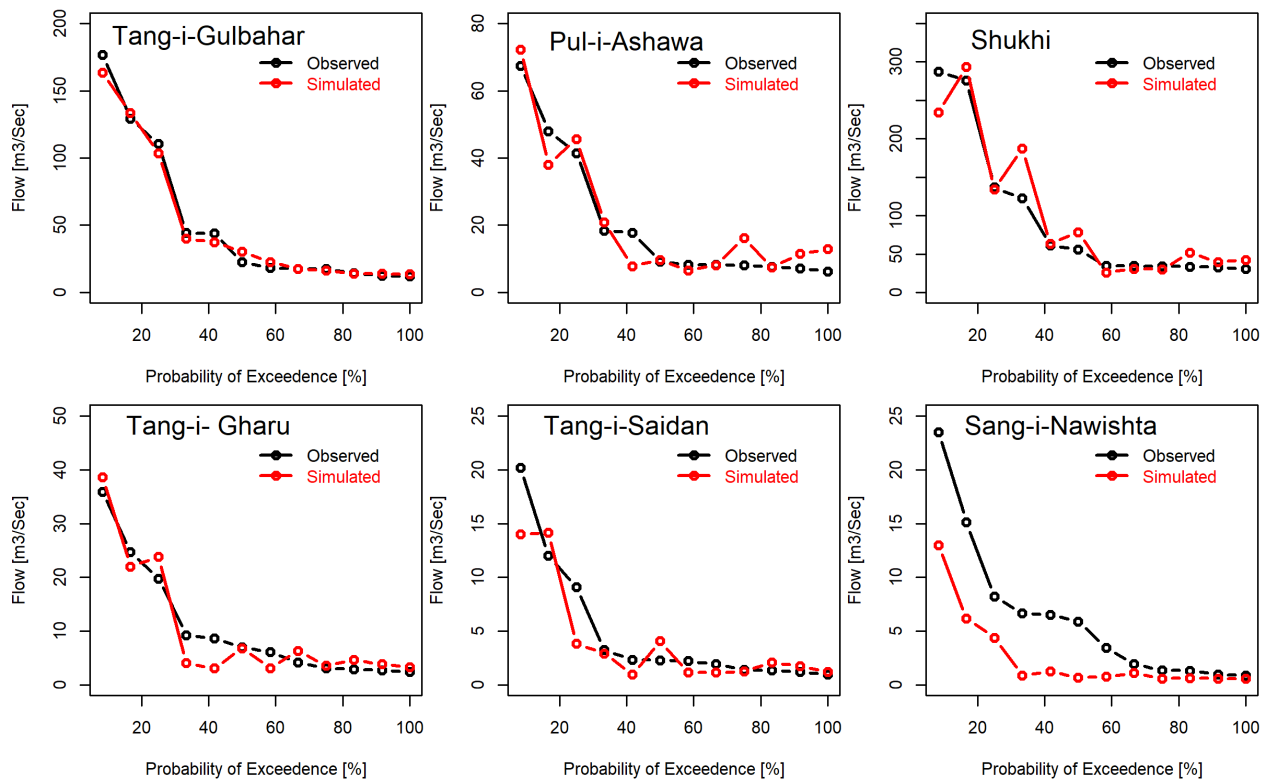 Tang-i-Gulbahar
Observed
Simulated
Flow [m3/Sec]
200
150
100
50
0
20 40 60 80 100
Probability of Exceedence [%]
Pul-i-Ashawa
Observed
Simulated
Flow [m3/Sec]
80
60
40
20
0
20 40 60 80 100
Probability of Exceedence [%]
Shukhi
Observed
Simulated
Flow [m3/Sec]
300
200
100
50
0
20 40 60 80 100
Probability of Exceedence [%]
Tang-i- Gharu
Observed
Simulated
Flow [m3/Sec]
50
40
30
20
10
0
20 40 60 80 100
Probability of Exceedence [%]
Tang-i-Saidan
Observed
Simulated
Flow [m3/Sec]
25
20
15
10
5
0
20 40 60 80 100
Probability of Exceedence [%]
Sang-i-Nawishta
Observed
Simulated
Flow [m3/Sec]
25
20
15
10
5
0
20 40 60 80 100
Probability of Exceedence [%]